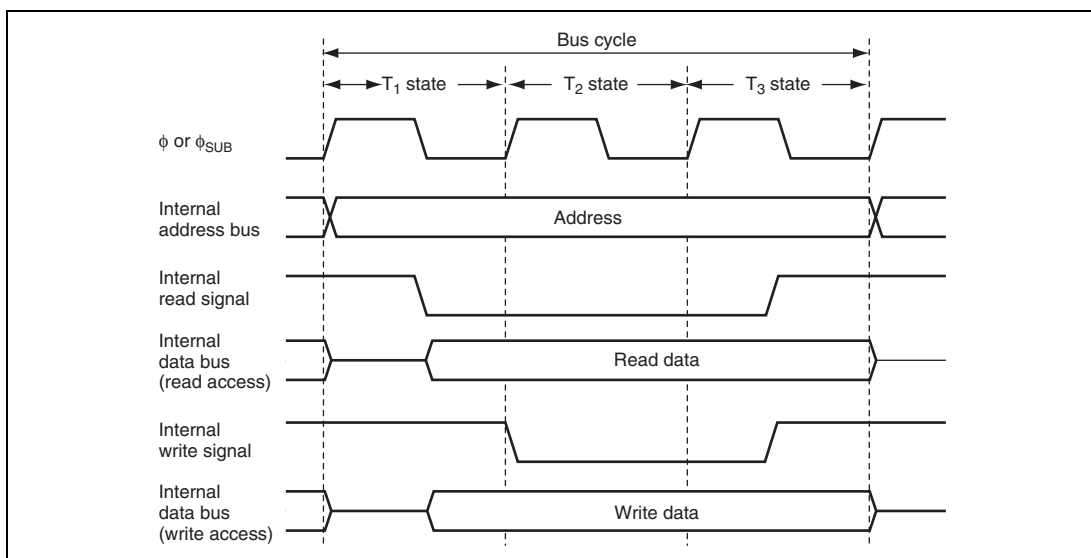 Bus cycle
T₁ state
T₂ state
T₃ state
ϕ or ϕSUB
Internal
address bus
Address
Internal
read signal
Internal
data bus
(read access)
Read data
Internal
write signal
Internal
data bus
(write access)
Write data